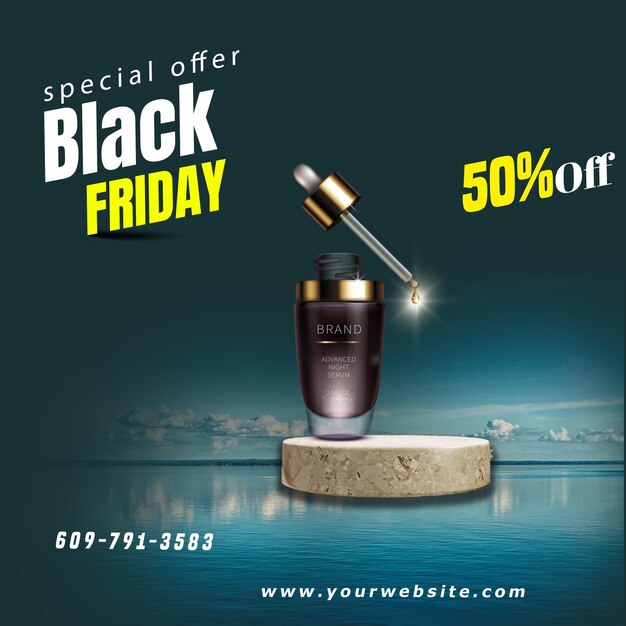 special offer
Black
FRIDAY
50%Off
BRAND
ADVANCED
NIGHT
SERUM
609-791-3583
www.yourwebsite.com